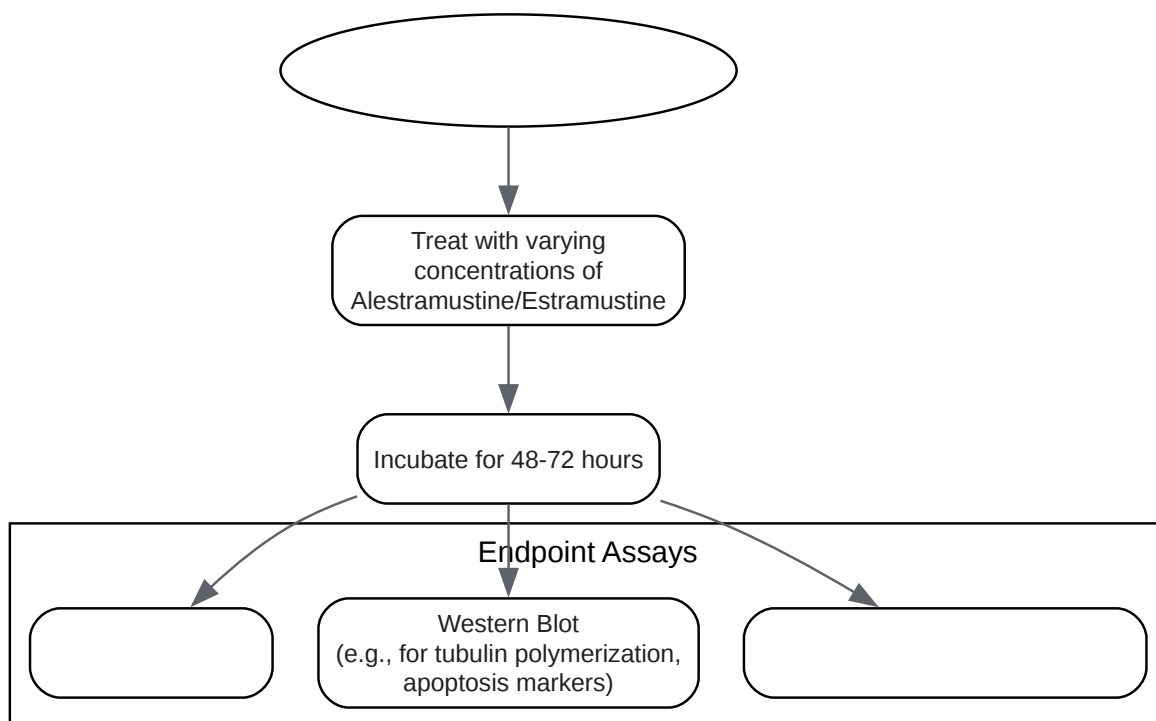 Treat with varying
concentrations of
Alestramustine/Estramustine
Incubate for 48-72 hours
Endpoint Assays
Western Blot
(e.g., for tubulin polymerization,
apoptosis markers)